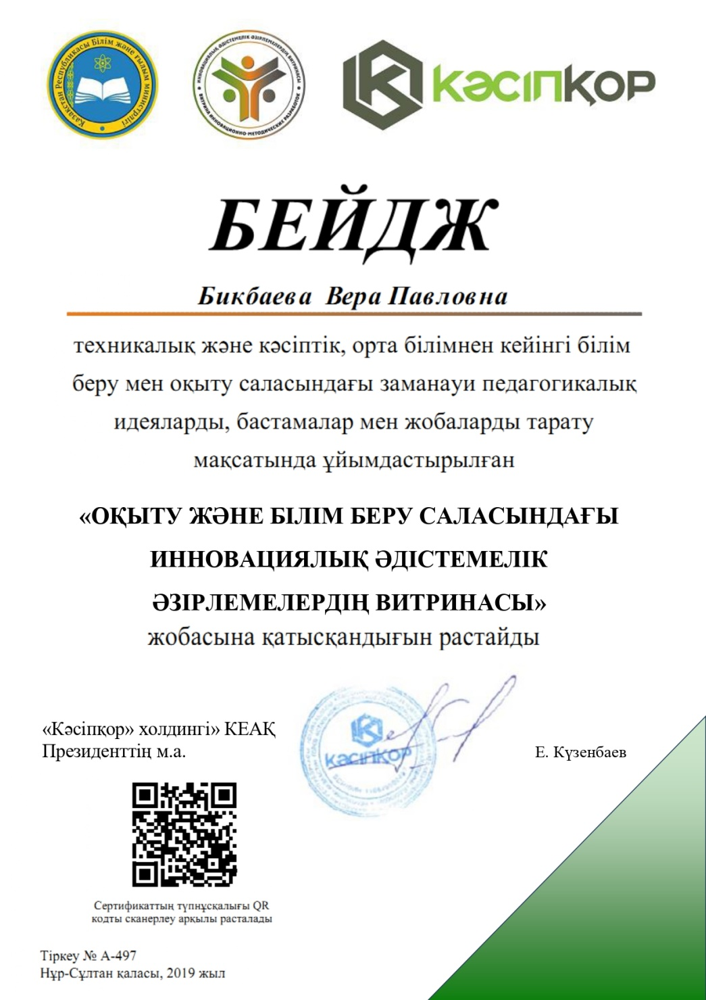 Қазақстан Республикасы Білім және ғылым министрлігі
ИННОВАЦИЯЛЫҚ ӘДІСТЕМЕЛІК ӘЗІРЛЕМЕЛЕРДІҢ ВИТРИНАСЫ
ВИТРИНА ИННОВАЦИОННО-МЕТОДИЧЕСКИХ РАЗРАБОТОК
кәсіпқор
БЕЙДЖ
Бикбаева Вера Павловна
техникалық және кәсіптік, орта білімнен кейінгі білім
беру мен оқыту саласындағы заманауи педагогикалық
идеяларды, бастамалар мен жобаларды тарату
мақсатында ұйымдастырылған
«ОҚЫТУ ЖӘНЕ БІЛІМ БЕРУ САЛАСЫНДАҒЫ
ИННОВАЦИЯЛЫҚ ӘДІСТЕМЕЛІК
ӘЗІРЛЕМЕЛЕРДІҢ ВИТРИНАСЫ»
жобасына қатысқандығын растайды
«Кәсіпқор» холдингі» КЕАҚ
Президенттің м.а.
кәсіпқор
Е. Күзенбаев
Сертификаттың түпнұсқалығы QR
кодты сканерлеу арқылы расталады
Тіркеу № А-497
Нұр-Сұлтан қаласы, 2019 жыл